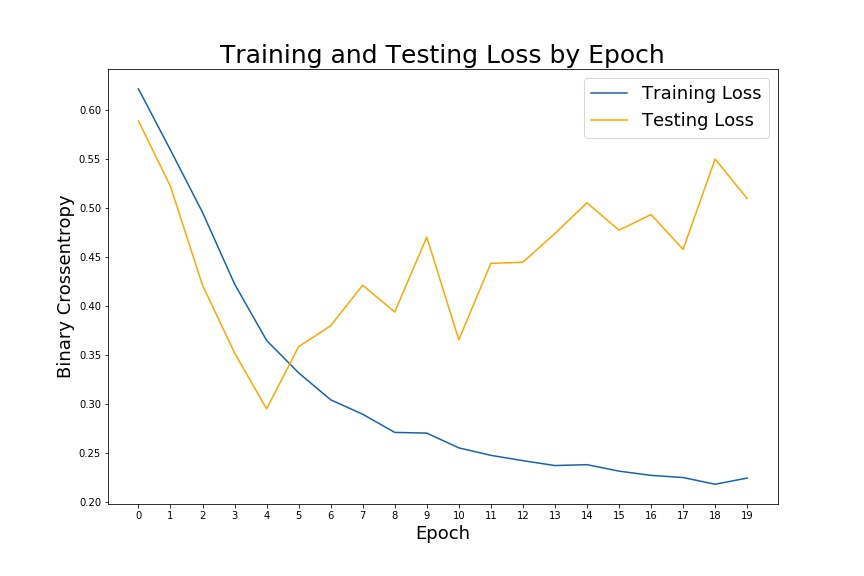 Training and Testing Loss by Epoch
Training Loss
Testing Loss
Binary Crossentropy
0.60
0.55
0.50
0.45
0.40
0.35
0.30
0.25
0.20
0 1 2 3 4 5 6 7 8 9 10 11 12 13 14 15 16 17 18 19
Epoch